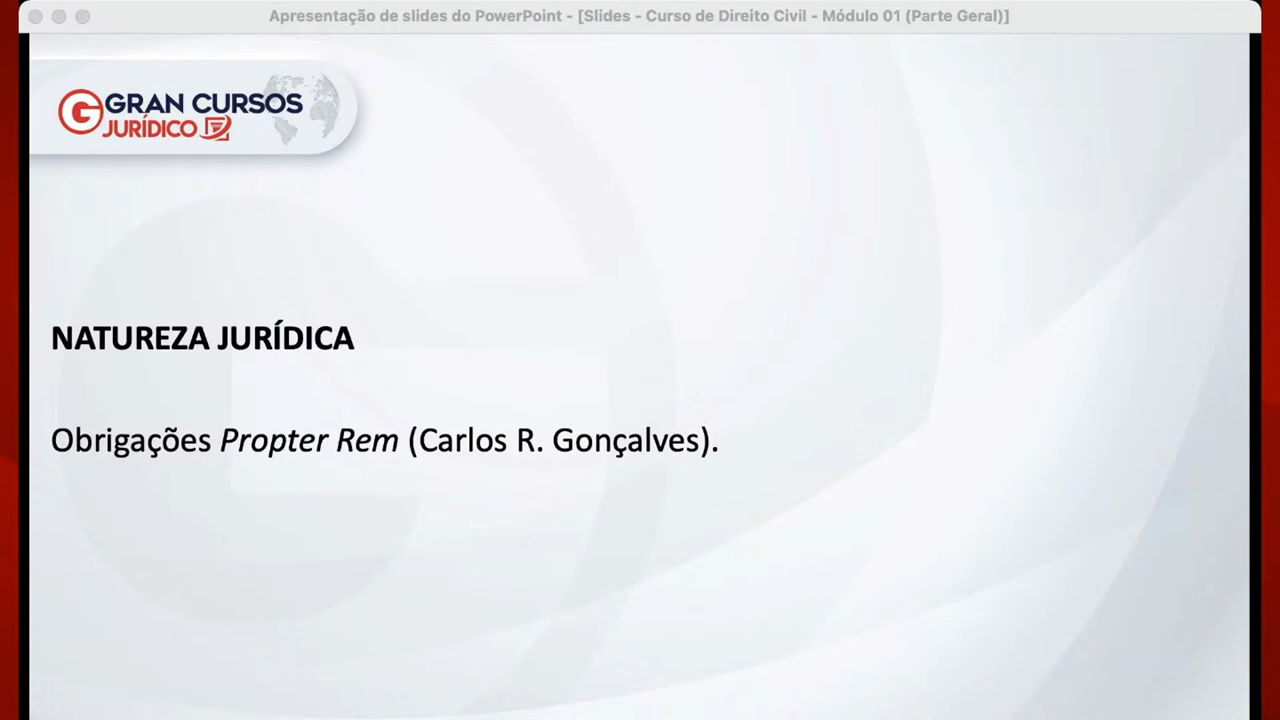 Apresentação de slides do PowerPoint - [Slides - Curso de Direito Civil - Módulo 01 (Parte Geral)]
GRAN CURSOS
JURÍDICO
NATUREZA JURÍDICA
Obrigações Propter Rem (Carlos R. Gonçalves).